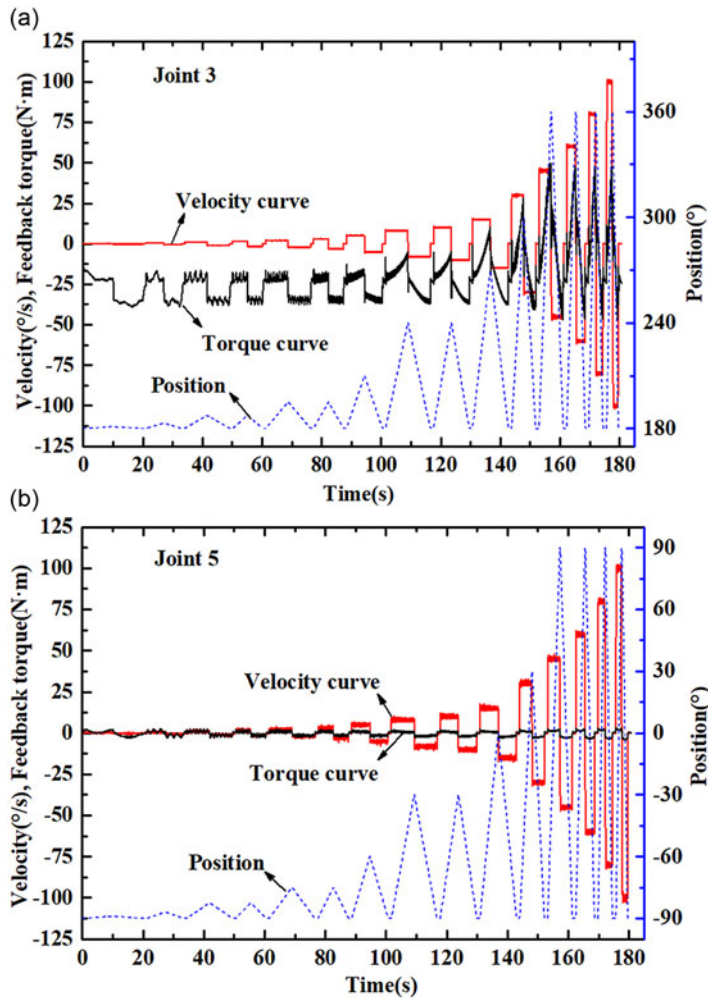 (a)
Joint 3
Velocity curve
Torque curve
Position
125
100
75
50
25
0
-25
-50
-75
-100
-125
Velocity(°/s), Feedback torque(N·m)
360
300
240
180
Position(°)
0 20 40 60 80 100 120 140 160 180
Time(s)
(b)
Joint 5
Velocity curve
Torque curve
Position
125
100
75
50
25
0
-25
-50
-75
-100
-125
Velocity(°/s), Feedback torque(N·m)
90
60
30
0
-30
-60
-90
Position(°)
0 20 40 60 80 100 120 140 160 180
Time(s)